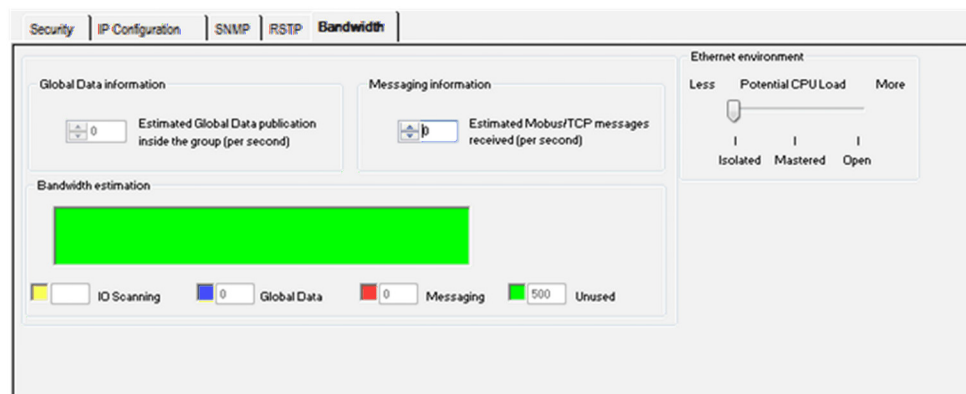 Security IP Configuration SNMP RSTP Bandwidth
Ethernet environment
Global Data information
Messaging information
Less Potential CPU Load More
0 Estimated Global Data publication
inside the group (per second)
0 Estimated Mobus/TCP messages
received (per second)
Isolated Mastered Open
Bandwidth estimation
IO Scanning 0 Global Data 0 Messaging 500 Unused